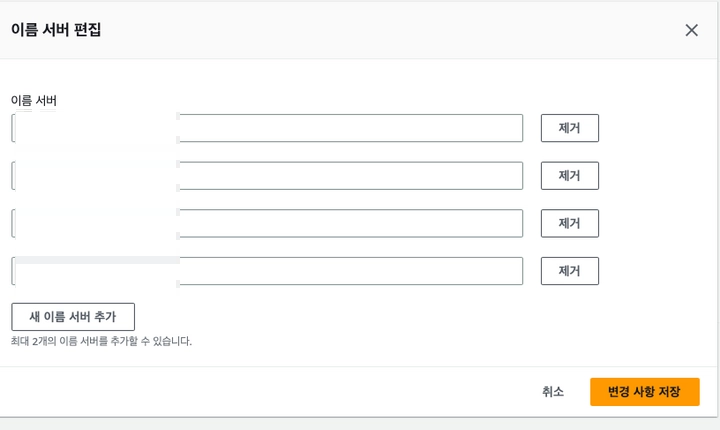 이름 서버 편집
이름 서버
제거
제거
제거
제거
새 이름 서버 추가
최대 2개의 이름 서버를 추가할 수 있습니다.
취소 변경 사항 저장